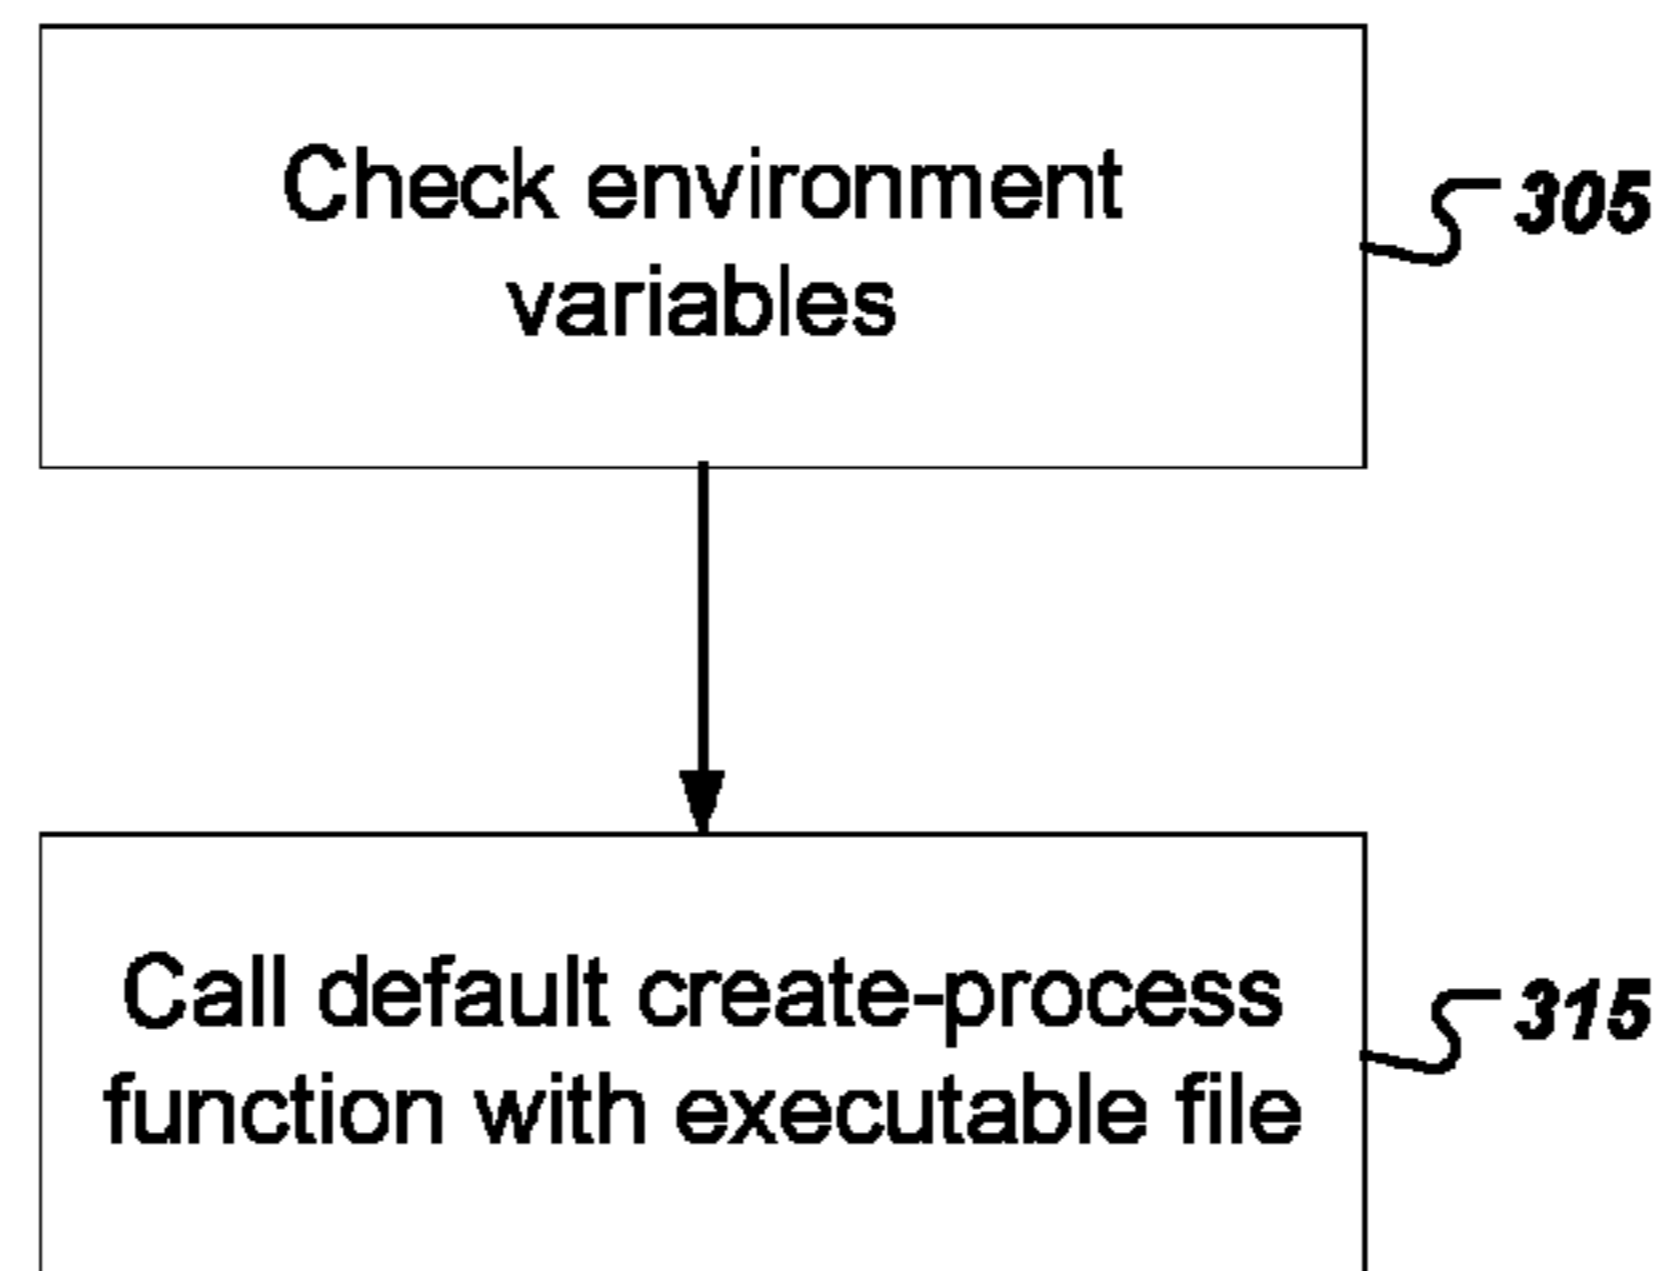 Check environment
variables
305
Call default create-process
function with executable file
315